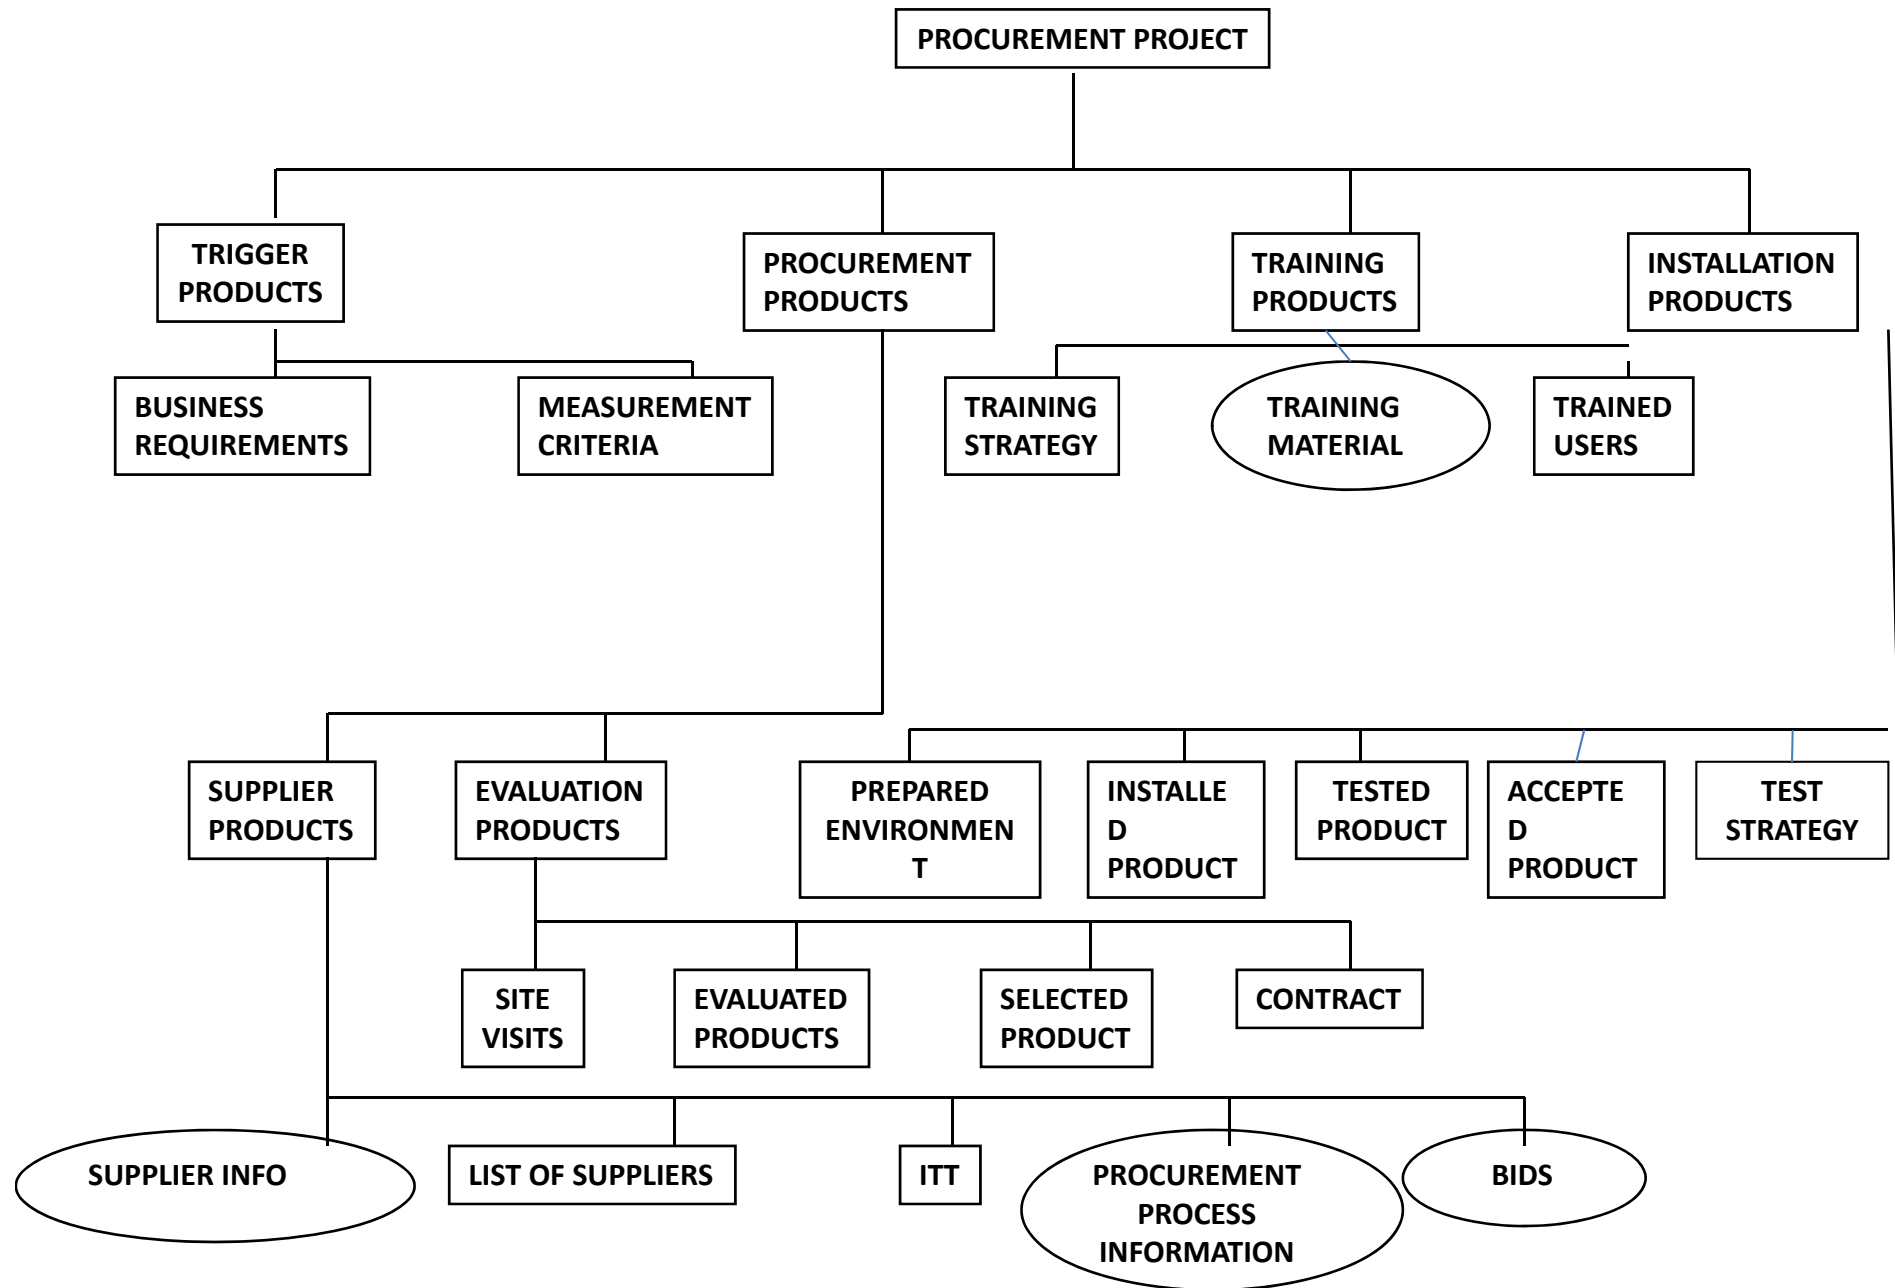 PROCUREMENT PROJECT
TRIGGER
PRODUCTS
PROCUREMENT
PRODUCTS
TRAINING
PRODUCTS
INSTALLATION
PRODUCTS
BUSINESS
REQUIREMENTS
MEASUREMENT
CRITERIA
TRAINING
STRATEGY
TRAINING
MATERIAL
TRAINED
USERS
SUPPLIER
PRODUCTS
EVALUATION
PRODUCTS
PREPARED
ENVIRONMEN
T
INSTALLE
D
PRODUCT
TESTED
PRODUCT
ACCEPTE
D
PRODUCT
TEST
STRATEGY
SITE
VISITS
EVALUATED
PRODUCTS
SELECTED
PRODUCT
CONTRACT
SUPPLIER INFO
LIST OF SUPPLIERS
ITT
PROCUREMENT
PROCESS
INFORMATION
BIDS